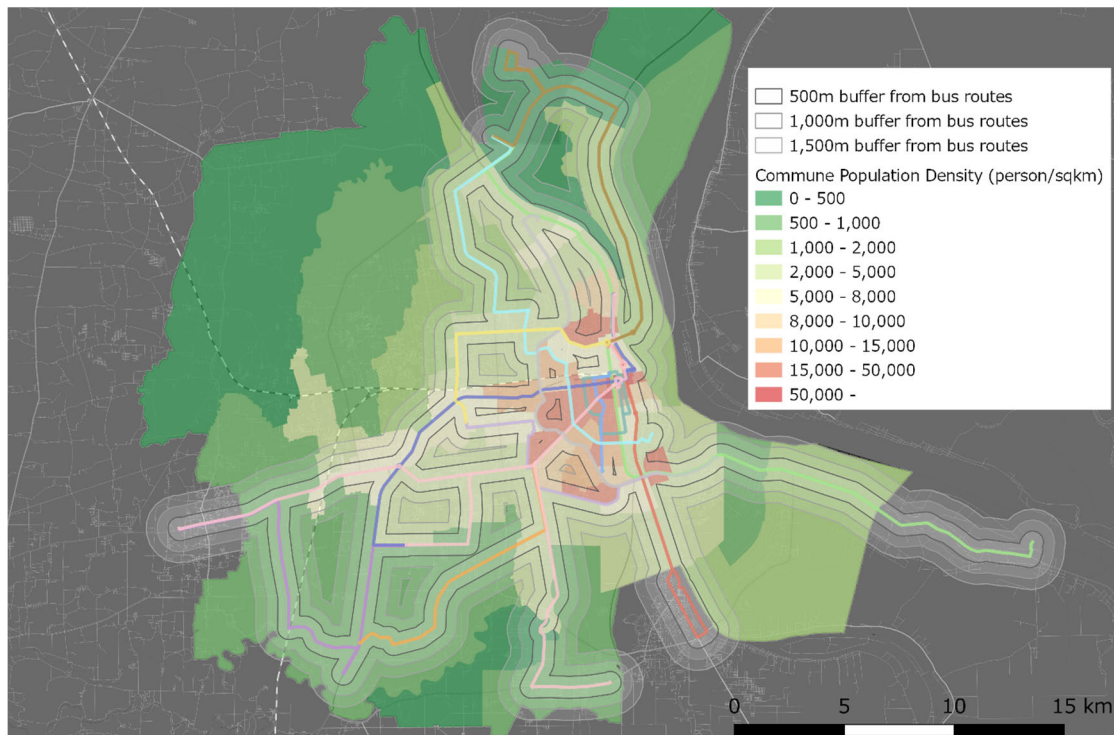 500m buffer from bus routes
1,000m buffer from bus routes
1,500m buffer from bus routes
Commune Population Density (person/sqkm)
0 - 500
500 - 1,000
1,000 - 2,000
2,000 - 5,000
5,000 - 8,000
8,000 - 10,000
10,000 - 15,000
15,000 - 50,000
50,000 -
0 5 10 15 km